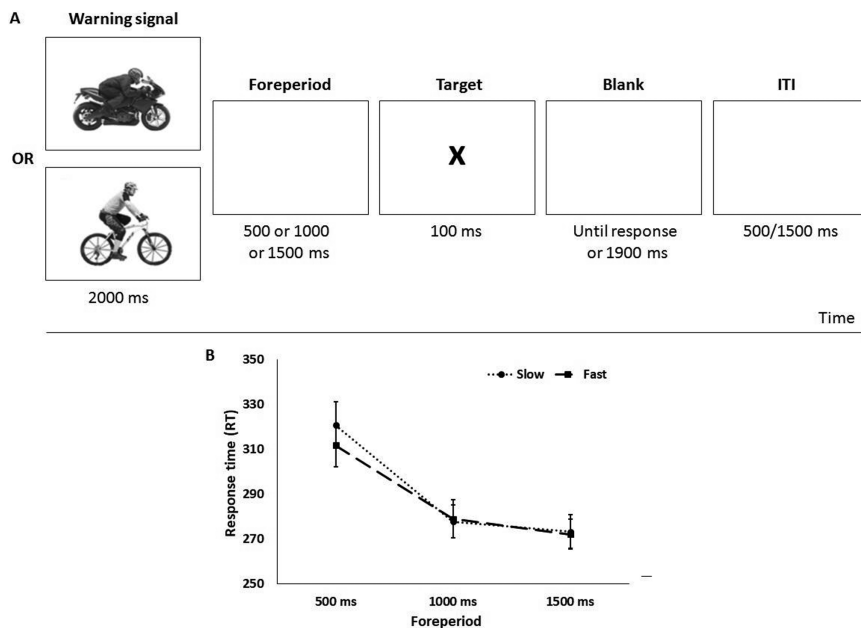 A
Warning signal
OR
2000 ms
Foreperiod
500 or 1000
or 1500 ms
Target
X
100 ms
Blank
Until response
or 1900 ms
ITI
500/1500 ms
Time
B
Slow
Fast
Response time (RT)
350
330
310
290
270
250
500 ms
1000 ms
1500 ms
Foreperiod